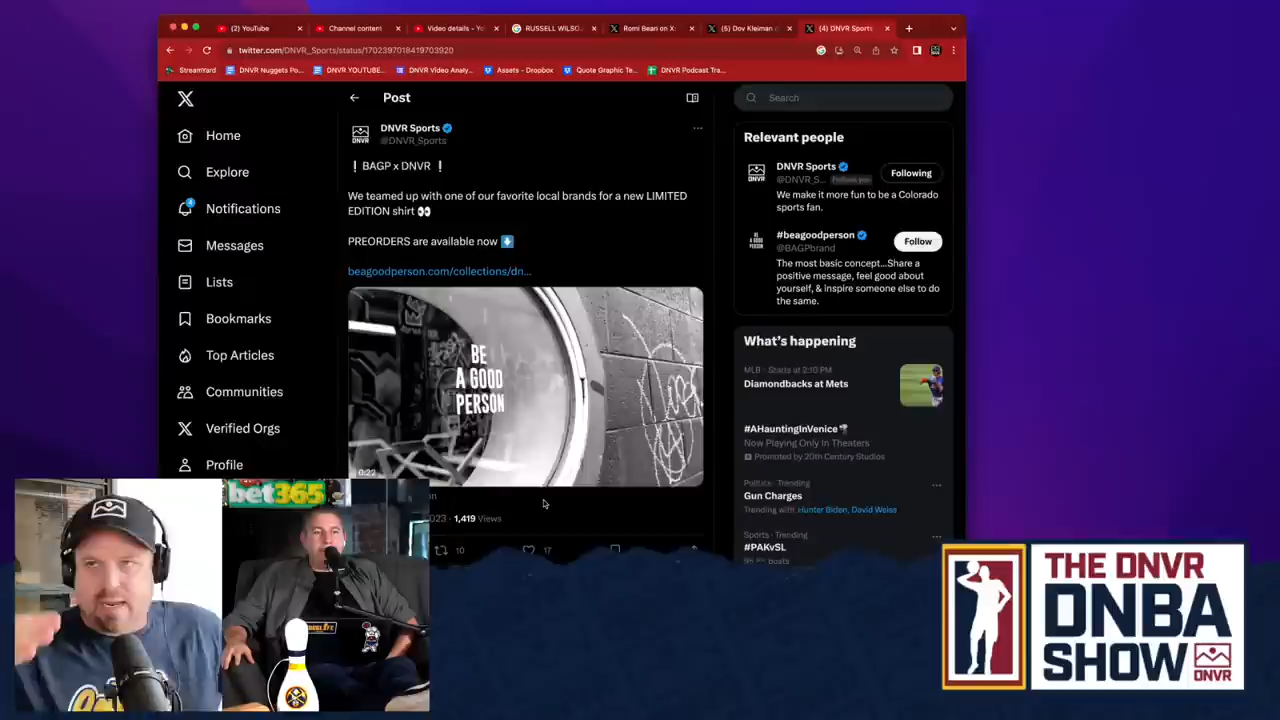 (2) YouTube
Channel content
Video details - Yo
RUSSELL WILSO
Romi Bean on X:
(5) Dov Kleiman
(4) DNVR Sports
twitter.com/DNVR_Sports/status/1702397018419703920
StreamYard
DNVR Nuggets Po...
DNVR YOUTUBE...
DNVR Video Analy...
Assets - Dropbox
Quote Graphic Te...
DNVR Podcast Tra...
Home
Explore
4
Notifications
Messages
Lists
Bookmarks
Top Articles
Communities
Verified Orgs
Profile
Post
DNVR
DNVR Sports
@DNVR_Sports
❗ BAGP x DNVR ❗
We teamed up with one of our favorite local brands for a new LIMITED
EDITION shirt 👀
PREORDERS are available now ⬇️
beagoodperson.com/collections/dn...
BE
A GOOD
PERSON
0:22
on
023 · 1,419 Views
10
17
Search
Relevant people
DNVR Sports
@DNVR_S...
Follows you
Following
We make it more fun to be a Colorado
sports fan.
#beagoodperson
@BAGPbrand
Follow
The most basic concept...Share a
positive message, feel good about
yourself, & inspire someone else to do
the same.
What's happening
MLB · Starts at 2:10 PM
Diamondbacks at Mets
#AHauntingInVenice
Now Playing Only In Theaters
Promoted by 20th Century Studios
Politics · Trending
Gun Charges
Trending with Hunter Biden, David Weiss
Sports · Trending
#PAKvSL
bet365
THE DNVR
DNBA
SHOW
DNVR